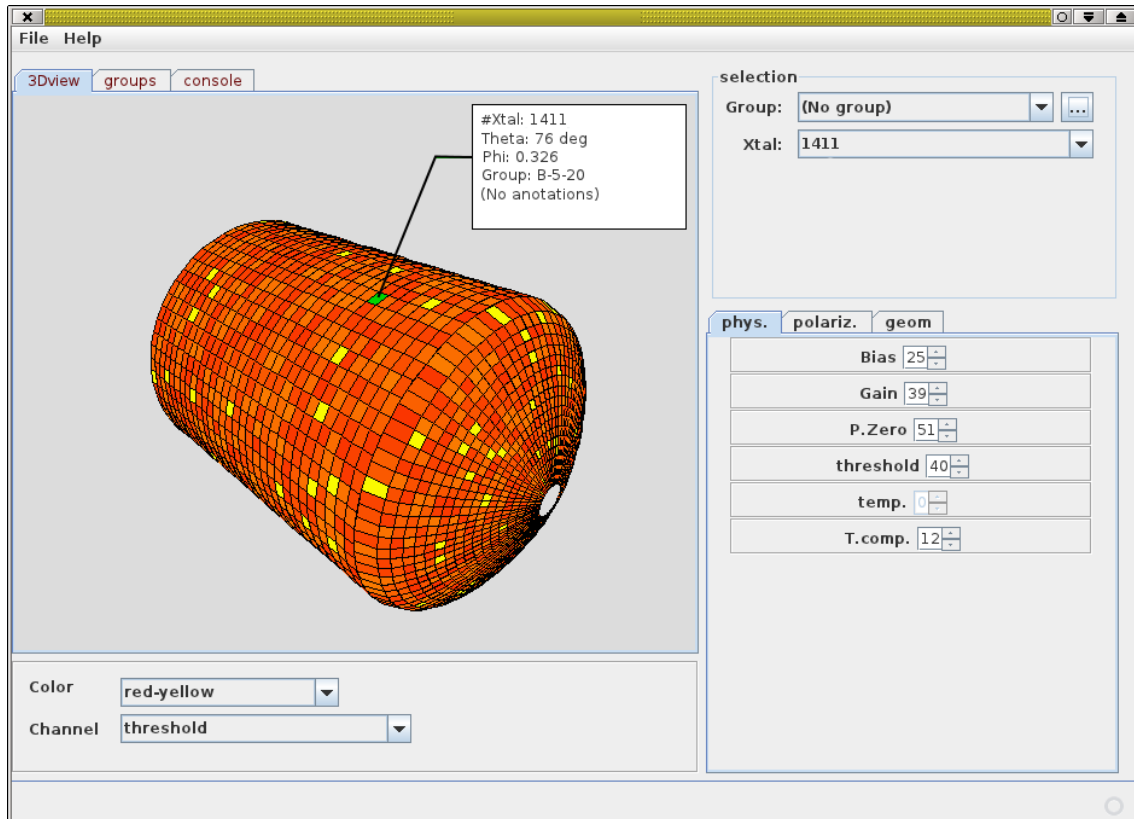 File Help
3Dview groups console
#Xtal: 1411
Theta: 76 deg
Phi: 0.326
Group: B-5-20
(No anotations)
selection
Group: (No group) ...
Xtal: 1411
phys. polariz. geom
Bias 25
Gain 39
P.Zero 51
threshold 40
temp. 0
T.comp. 12
Color red-yellow
Channel threshold